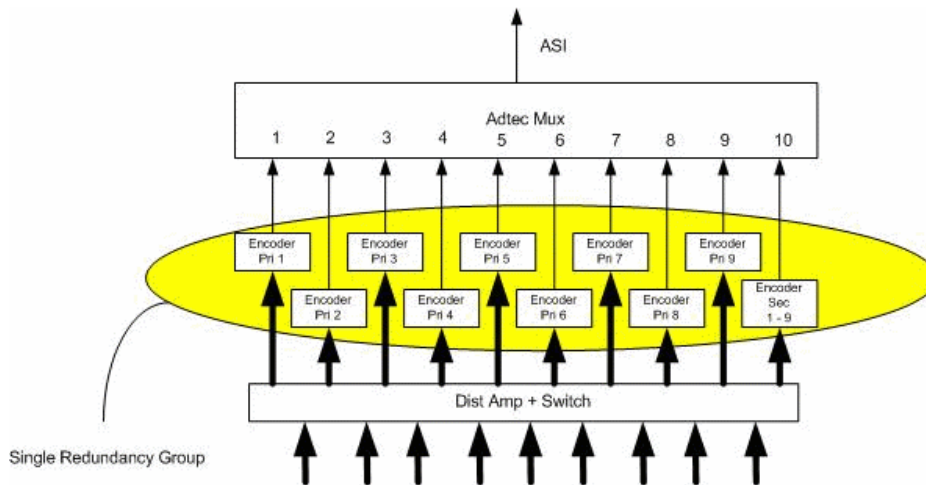 ASI
Adtec Mux
1 2 3 4 5 6 7 8 9 10
Encoder
Pri 1
Encoder
Pri 3
Encoder
Pri 5
Encoder
Pri 7
Encoder
Pri 9
Encoder
Pri 2
Encoder
Pri 4
Encoder
Pri 6
Encoder
Pri 8
Encoder
Sec
1 - 9
Dist Amp + Switch
Single Redundancy Group